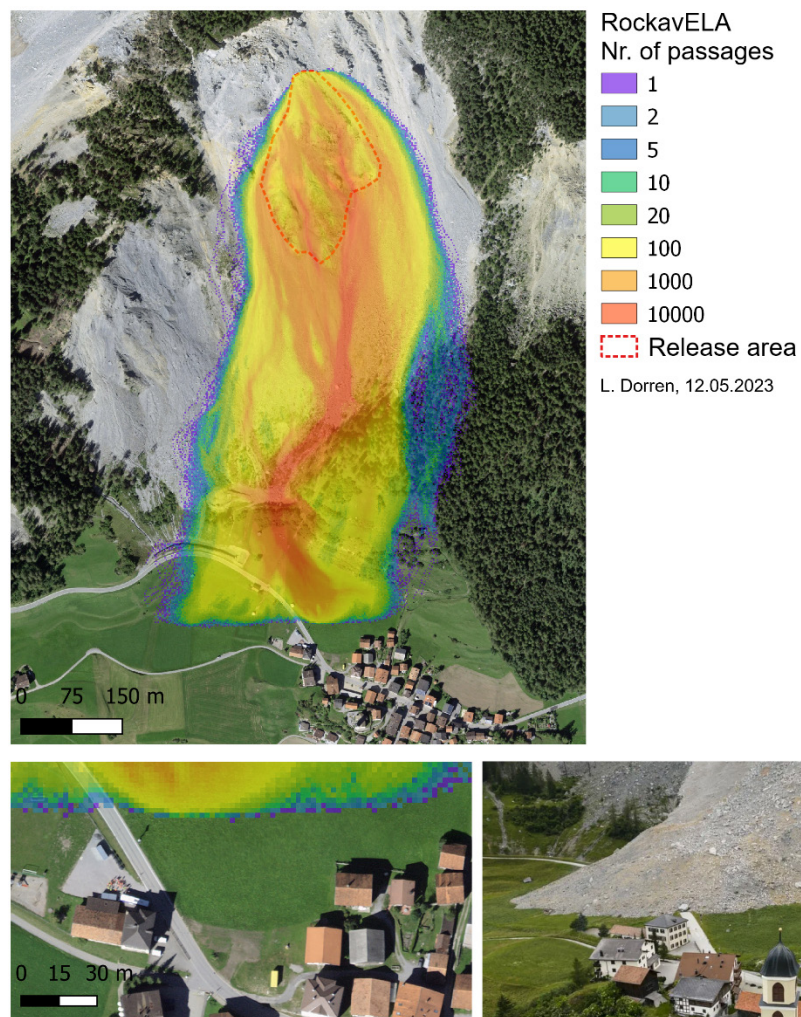 RockavELA
Nr. of passages
1
2
5
10
20
100
1000
10000
Release area
L. Dorren, 12.05.2023
0 75 150 m
0 15 30 m